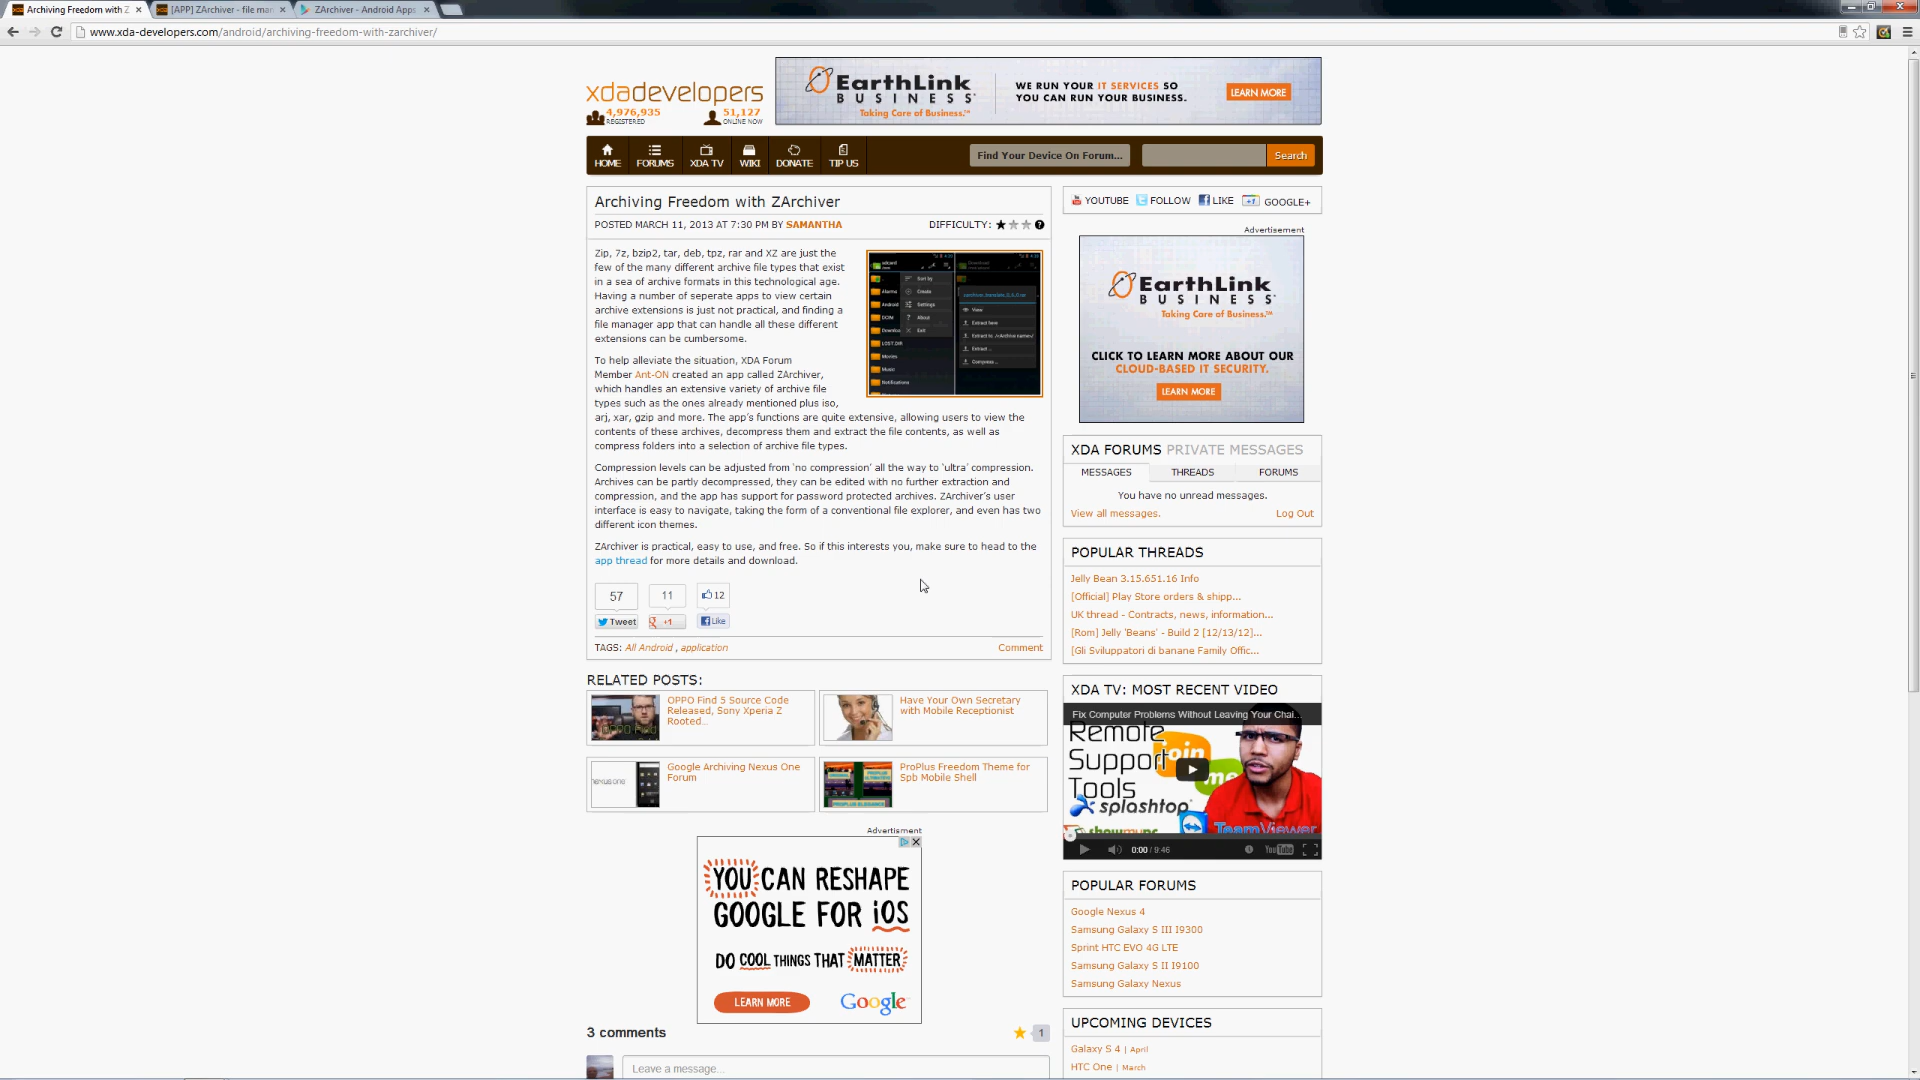 Archiving Freedom with Z
[APP] ZArchiver - file man
ZArchiver - Android Apps
www.xda-developers.com/android/archiving-freedom-with-zarchiver/
xdadevelopers
4,976,935
REGISTERED
51,127
ONLINE NOW
EarthLink
BUSINESS
Taking Care of Business.™
WE RUN YOUR IT SERVICES SO
YOU CAN RUN YOUR BUSINESS.
LEARN MORE
HOME
FORUMS
XDA TV
WIKI
DONATE
TIP US
Find Your Device On Forum...
Search
Archiving Freedom with ZArchiver
POSTED MARCH 11, 2013 AT 7:30 PM BY SAMANTHA
DIFFICULTY:
Zip, 7z, bzip2, tar, deb, tpz, rar and XZ are just the
few of the many different archive file types that exist
in a sea of archive formats in this technological age.
Having a number of seperate apps to view certain
archive extensions is just not practical, and finding a
file manager app that can handle all these different
extensions can be cumbersome.
To help alleviate the situation, XDA Forum
Member Ant-ON created an app called ZArchiver,
which handles an extensive variety of archive file
types such as the ones already mentioned plus iso,
arj, xar, gzip and more. The app's functions are quite extensive, allowing users to view the
contents of these archives, decompress them and extract the file contents, as well as
compress folders into a selection of archive file types.
Compression levels can be adjusted from 'no compression' all the way to 'ultra' compression.
Archives can be partly decompressed, they can be edited with no further extraction and
compression, and the app has support for password protected archives. ZArchiver's user
interface is easy to navigate, taking the form of a conventional file explorer, and even has two
different icon themes.
ZArchiver is practical, easy to use, and free. So if this interests you, make sure to head to the
app thread for more details and download.
sdcard
Sort by
Create
Settings
About
Exit
Alarms
Android
DCIM
LOST.DIR
Movies
Music
Notifications
Download
View
Extract here
Extract...
Compress...
57
11
12
Tweet
+1
Like
TAGS: All Android , application
Comment
RELATED POSTS:
OPPO Find 5 Source Code
Released, Sony Xperia Z
Rooted...
Have Your Own Secretary
with Mobile Receptionist
Google Archiving Nexus One
Forum
ProPlus Freedom Theme for
Spb Mobile Shell
Advertisment
YOU CAN RESHAPE
GOOGLE FOR iOS
DO COOL THINGS THAT MATTER
LEARN MORE
Google
3 comments
1
Leave a message...
YOUTUBE
FOLLOW
LIKE
+1
GOOGLE+
Advertisement
EarthLink
BUSINESS
Taking Care of Business.™
CLICK TO LEARN MORE ABOUT OUR
CLOUD-BASED IT SECURITY.
LEARN MORE
XDA FORUMS PRIVATE MESSAGES
MESSAGES
THREADS
FORUMS
You have no unread messages.
View all messages.
Log Out
POPULAR THREADS
Jelly Bean 3.15.651.16 Info
[Official] Play Store orders & shipp...
UK thread - Contracts, news, information...
[Rom] Jelly 'Beans' - Build 2 [12/13/12]...
[Gli Sviluppatori di banane Family Offic...
XDA TV: MOST RECENT VIDEO
Fix Computer Problems Without Leaving Your Chai...
Remote
Support
Tools
join
me
splashtop
showmypc
TeamViewer
0:00 / 9:46
YouTube
POPULAR FORUMS
Google Nexus 4
Samsung Galaxy S III I9300
Sprint HTC EVO 4G LTE
Samsung Galaxy S II I9100
Samsung Galaxy Nexus
UPCOMING DEVICES
Galaxy S 4 | April
HTC One | March